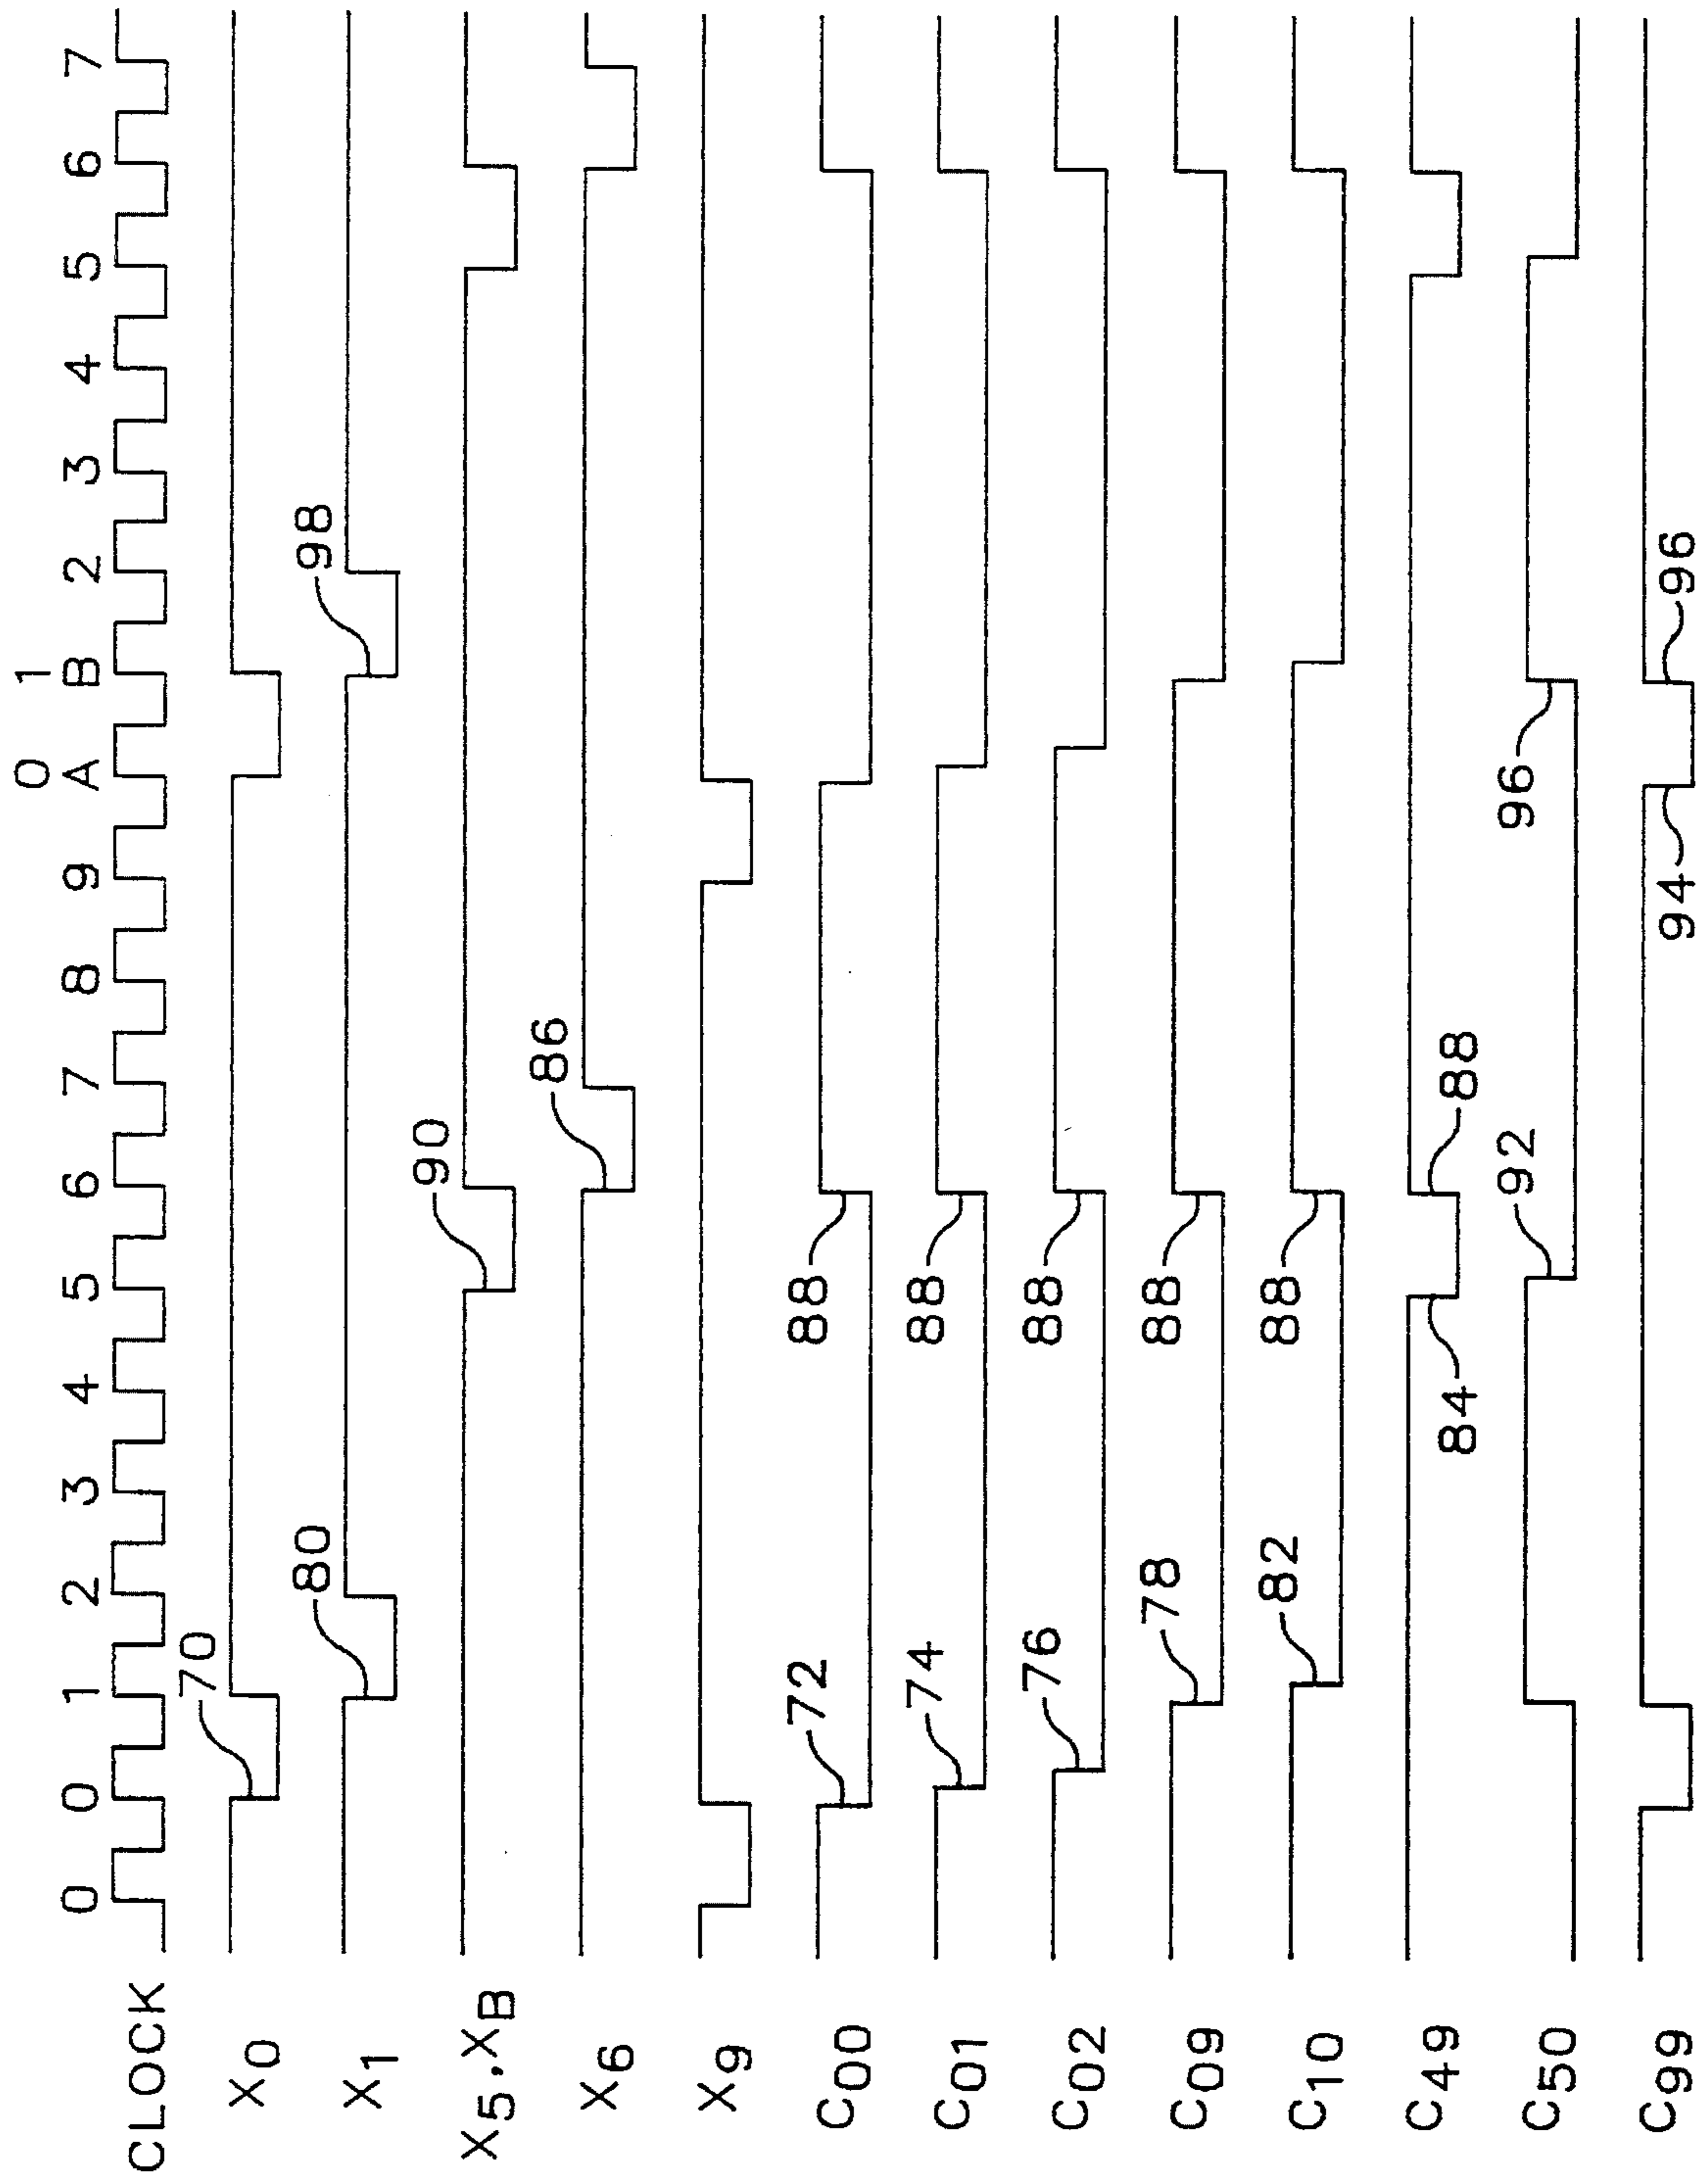 0 1
CLOCK 0 0 1 2 3 4 5 6 7 8 9 A B 2 3 4 5 6 7
X0 70
X1 80 98
X5,XB 90
X6 86
X9
C00 72 88
C01 74 88
C02 76 88
C09 78 88
C10 82 88
C49 84 88
C50 92 96
C99 94 96